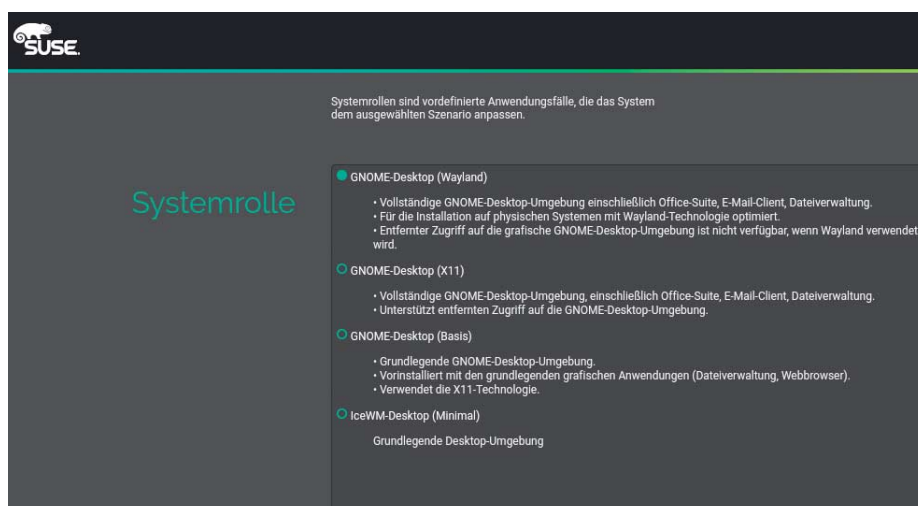 SUSE.
Systemrollen sind vordefinierte Anwendungsfälle, die das System
dem ausgewählten Szenario anpassen.
Systemrolle
GNOME-Desktop (Wayland)
• Vollständige GNOME-Desktop-Umgebung einschließlich Office-Suite, E-Mail-Client, Dateiverwaltung.
• Für die Installation auf physischen Systemen mit Wayland-Technologie optimiert.
• Entfernter Zugriff auf die grafische GNOME-Desktop-Umgebung ist nicht verfügbar, wenn Wayland verwendet
wird.
GNOME-Desktop (X11)
• Vollständige GNOME-Desktop-Umgebung, einschließlich Office-Suite, E-Mail-Client, Dateiverwaltung.
• Unterstützt entfernten Zugriff auf die GNOME-Desktop-Umgebung.
GNOME-Desktop (Basis)
• Grundlegende GNOME-Desktop-Umgebung.
• Vorinstalliert mit den grundlegenden grafischen Anwendungen (Dateiverwaltung, Webbrowser).
• Verwendet die X11-Technologie.
IceWM-Desktop (Minimal)
Grundlegende Desktop-Umgebung